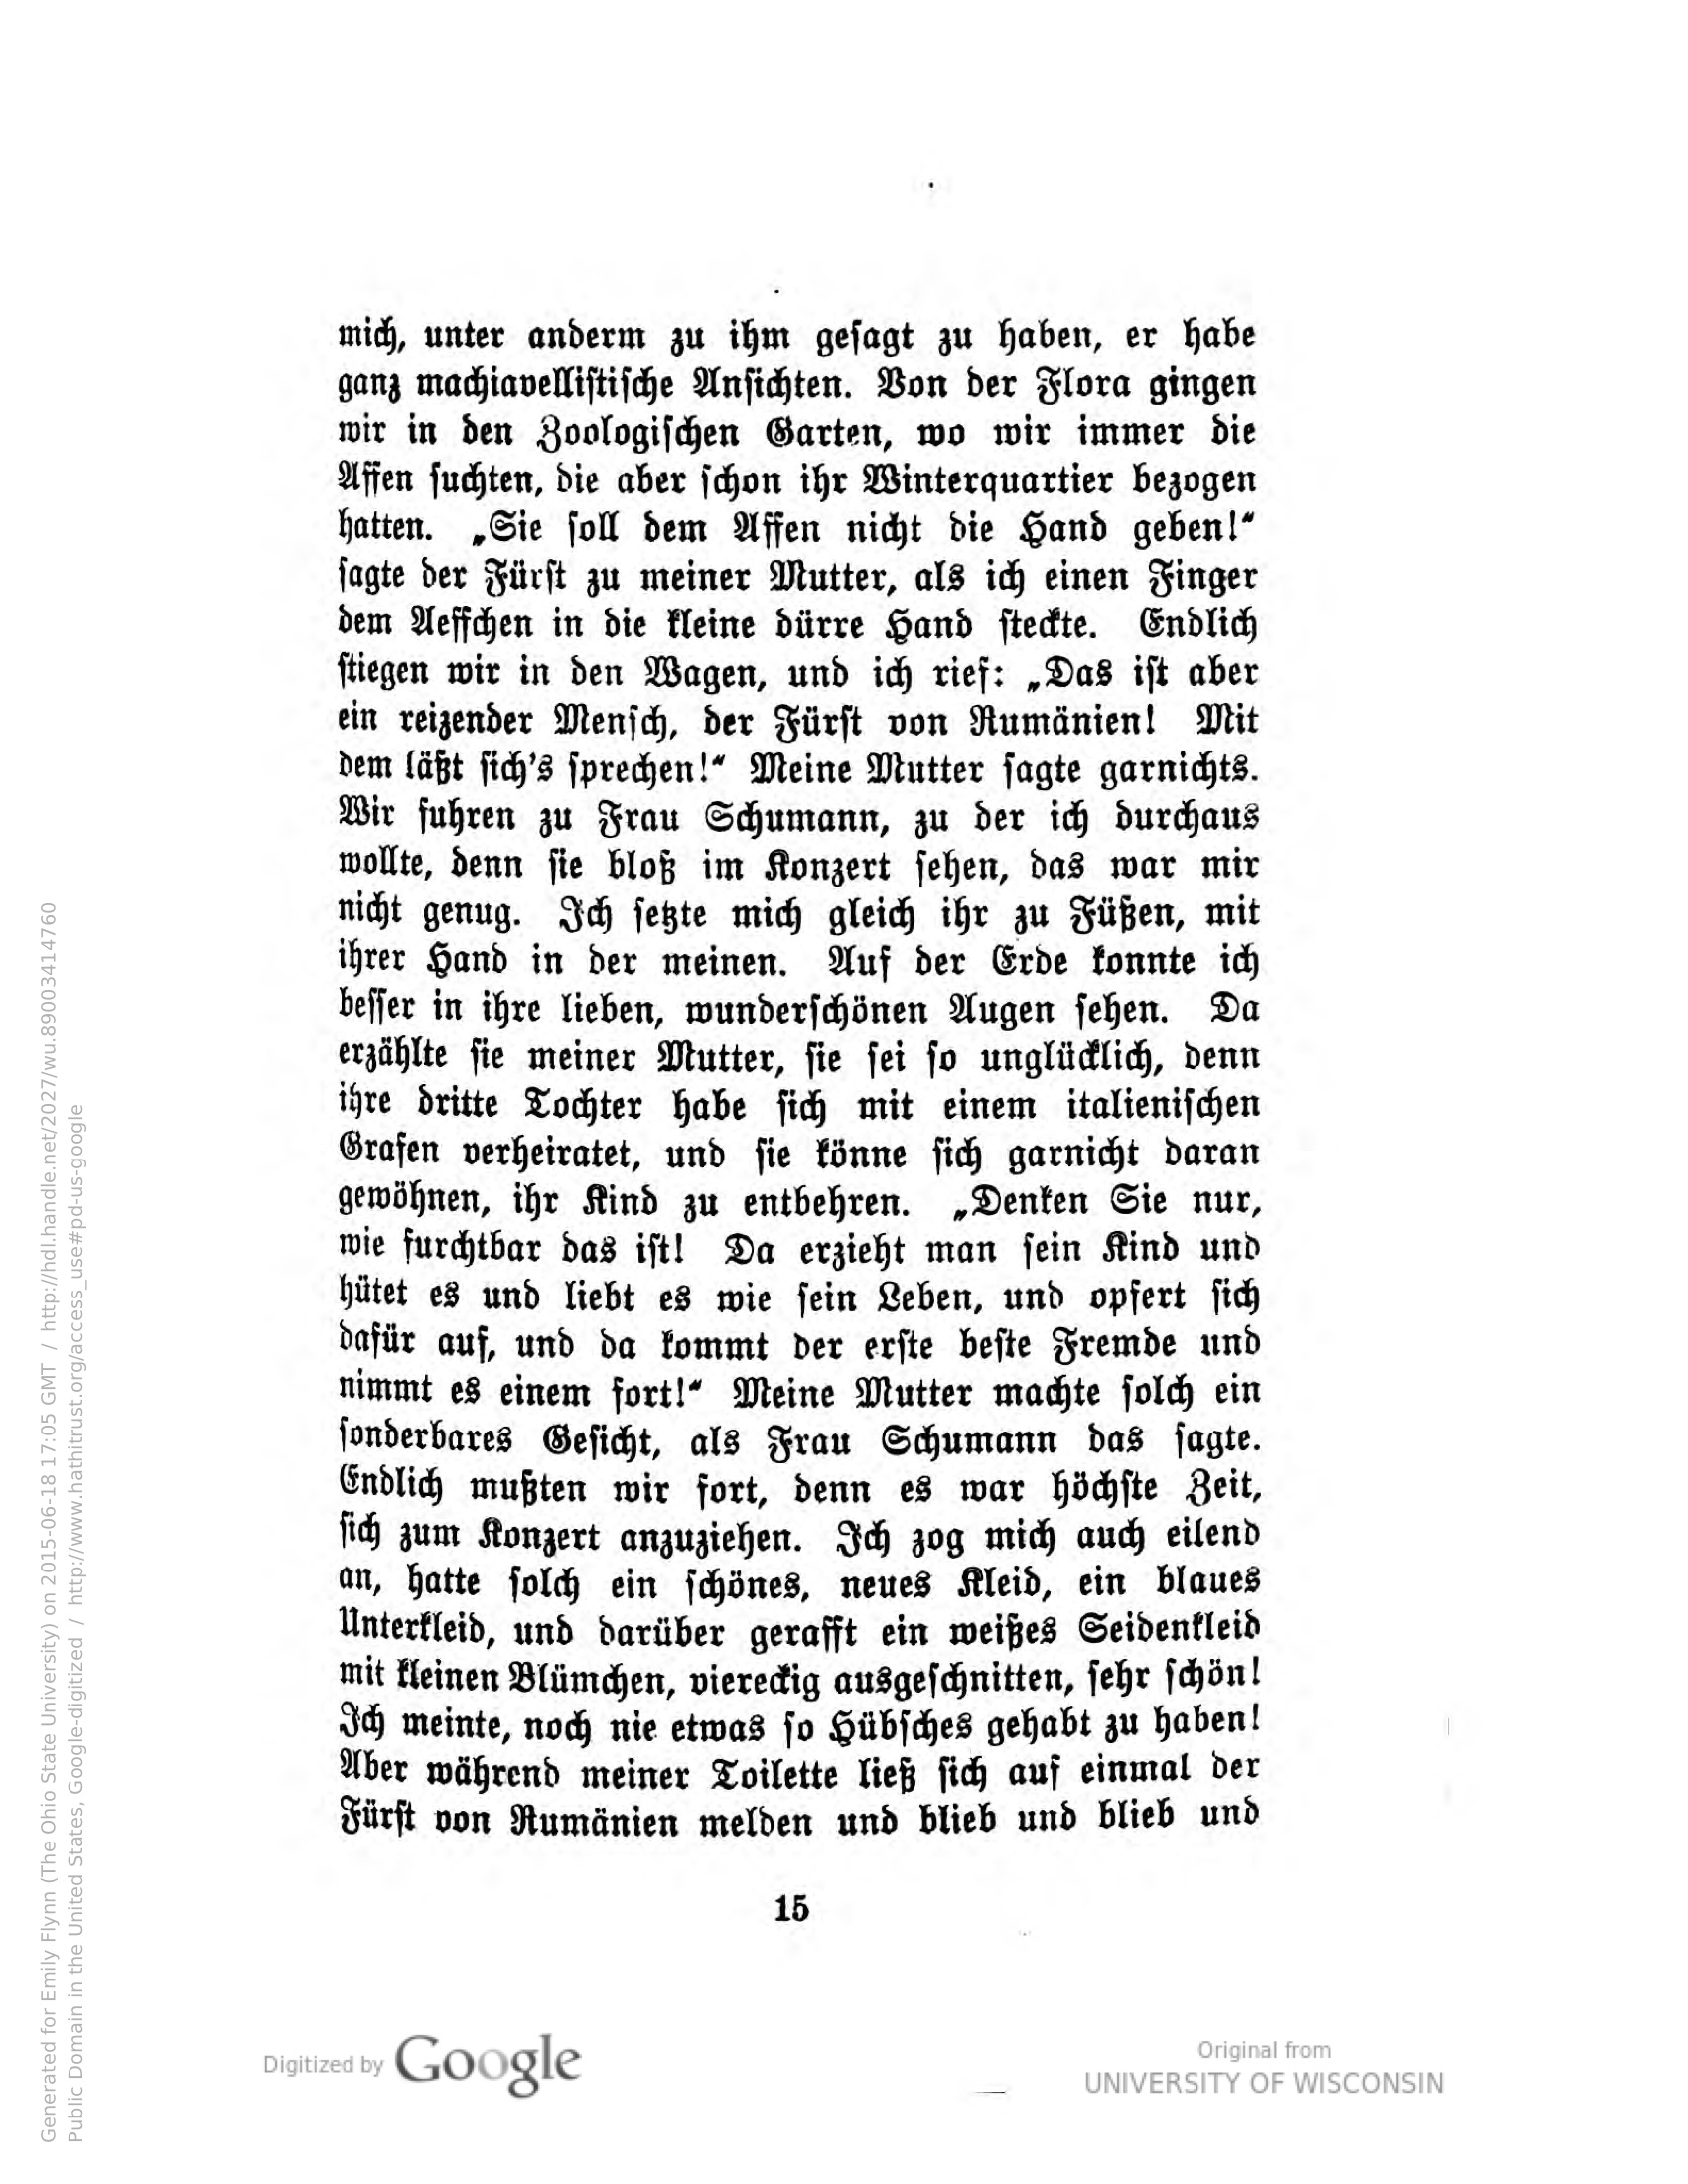 mich, unter anderm zu ihm gesagt zu haben, er habe
ganz machiavellistische Ansichten. Von der Flora gingen
wir in den Zoologischen Garten, wo wir immer die
Affen suchten, die aber schon ihr Winterquartier bezogen
hatten. „Sie soll dem Affen nicht die Hand geben!“
sagte der Fürst zu meiner Mutter, als ich einen Finger
dem Aeffchen in die kleine dürre Hand steckte. Endlich
stiegen wir in den Wagen, und ich rief: „Das ist aber
ein reizender Mensch, der Fürst von Rumänien! Mit
dem läßt sich's sprechen!“ Meine Mutter sagte garnichts.
Wir fuhren zu Frau Schumann, zu der ich durchaus
wollte, denn sie bloß im Konzert sehen, das war mir
nicht genug. Ich setzte mich gleich ihr zu Füßen, mit
ihrer Hand in der meinen. Auf der Erde konnte ich
besser in ihre lieben, wunderschönen Augen sehen. Da
erzählte sie meiner Mutter, sie sei so unglücklich, denn
ihre dritte Tochter habe sich mit einem italienischen
Grafen verheiratet, und sie könne sich garnicht daran
gewöhnen, ihr Kind zu entbehren. „Denken Sie nur,
wie furchtbar das ist! Da erzieht man sein Kind und
hütet es und liebt es wie sein Leben, und opfert sich
dafür auf, und da kommt der erste beste Fremde und
nimmt es einem fort!“ Meine Mutter machte solch ein
sonderbares Gesicht, als Frau Schumann das sagte.
Endlich mußten wir fort, denn es war höchste Zeit,
sich zum Konzert anzuziehen. Ich zog mich auch eilend
an, hatte solch ein schönes, neues Kleid, ein blaues
Unterkleid, und darüber gerafft ein weißes Seidenkleid
mit kleinen Blümchen, viereckig ausgeschnitten, sehr schön!
Ich meinte, noch nie etwas so Hübsches gehabt zu haben!
Aber während meiner Toilette ließ sich auf einmal der
Fürst von Rumänien melden und blieb und blieb und
15
Digitized by Google
Original from
UNIVERSITY OF WISCONSIN
Generated for Emily Flynn (The Ohio State University) on 2015-06-18 17:05 GMT / http://hdl.handle.net/2027/wu.89003414760
Public Domain in the United States, Google-digitized / http://www.hathitrust.org/access_use#pd-us-google